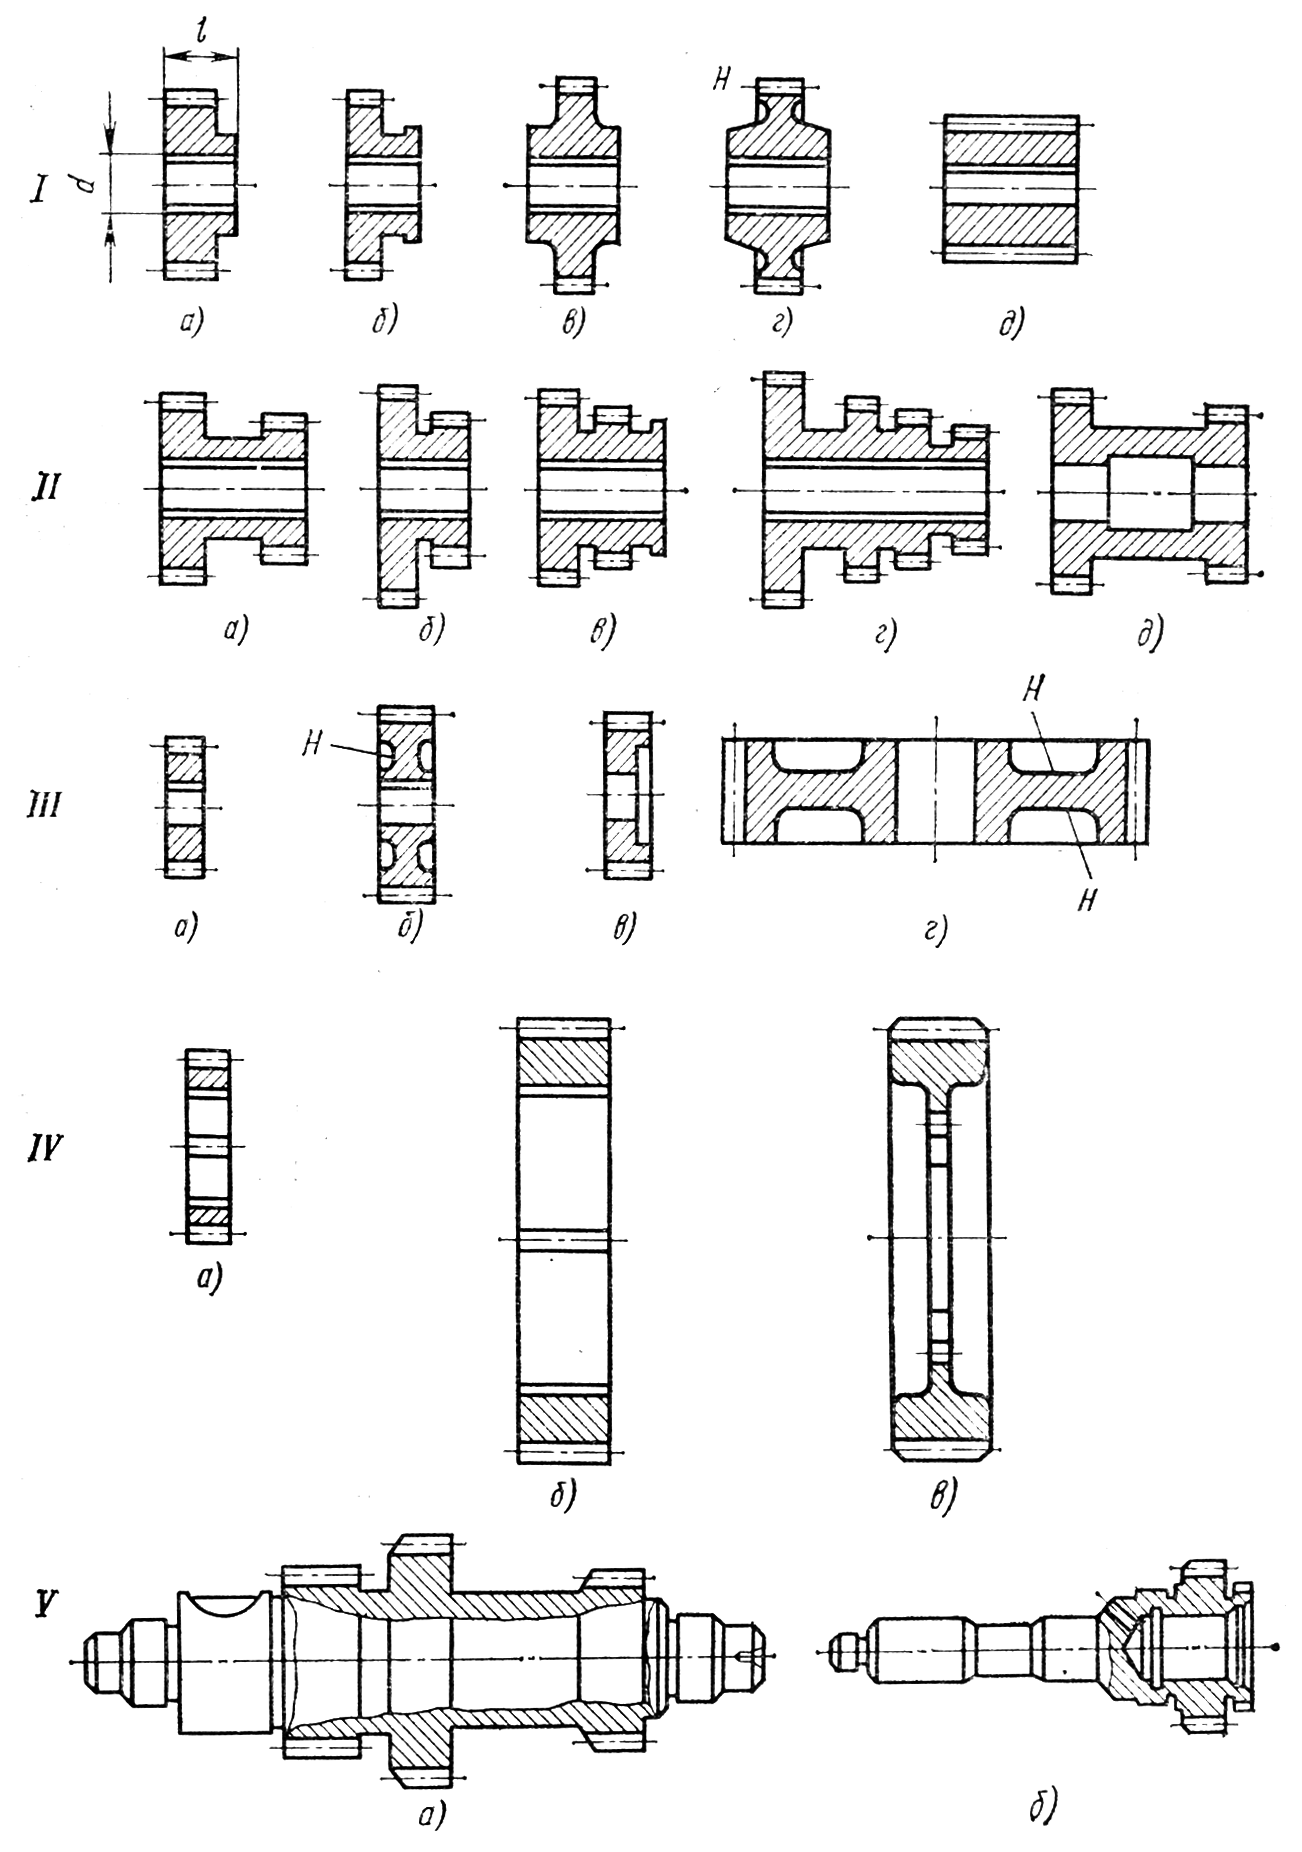 l
d
H
I
а) б) в) г) д)
II
а) б) в) г) д)
H
H
III
H
а) б) в) г)
IV
а)
б) в)
V
а) б)